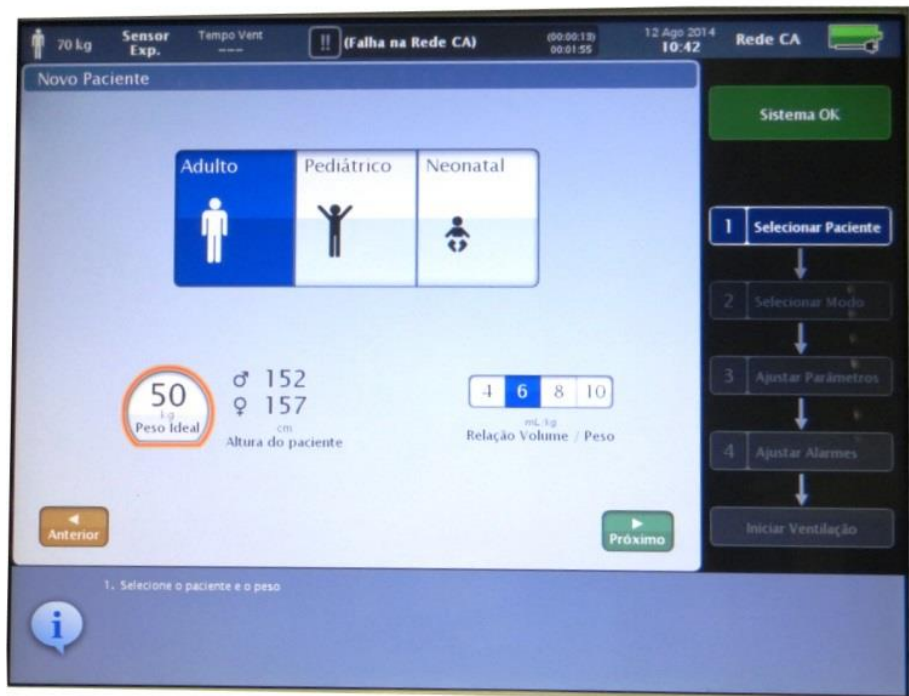 70 kg
Sensor Exp.
Tempo Vent
---
!! (Falha na Rede CA)
(00:00:13)
00:01:55
12 Ago 2014
10:42
Rede CA
Novo Paciente
Sistema OK
Adulto
Pediátrico
Neonatal
1 Selecionar Paciente
2 Selecionar Modo
3 Ajustar Parâmetros
4 Ajustar Alarmes
Iniciar Ventilação
50
kg
Peso Ideal
♂ 152
♀ 157
cm
Altura do paciente
4 6 8 10
mL/kg
Relação Volume / Peso
Anterior
Próximo
1. Selecione o paciente e o peso
i